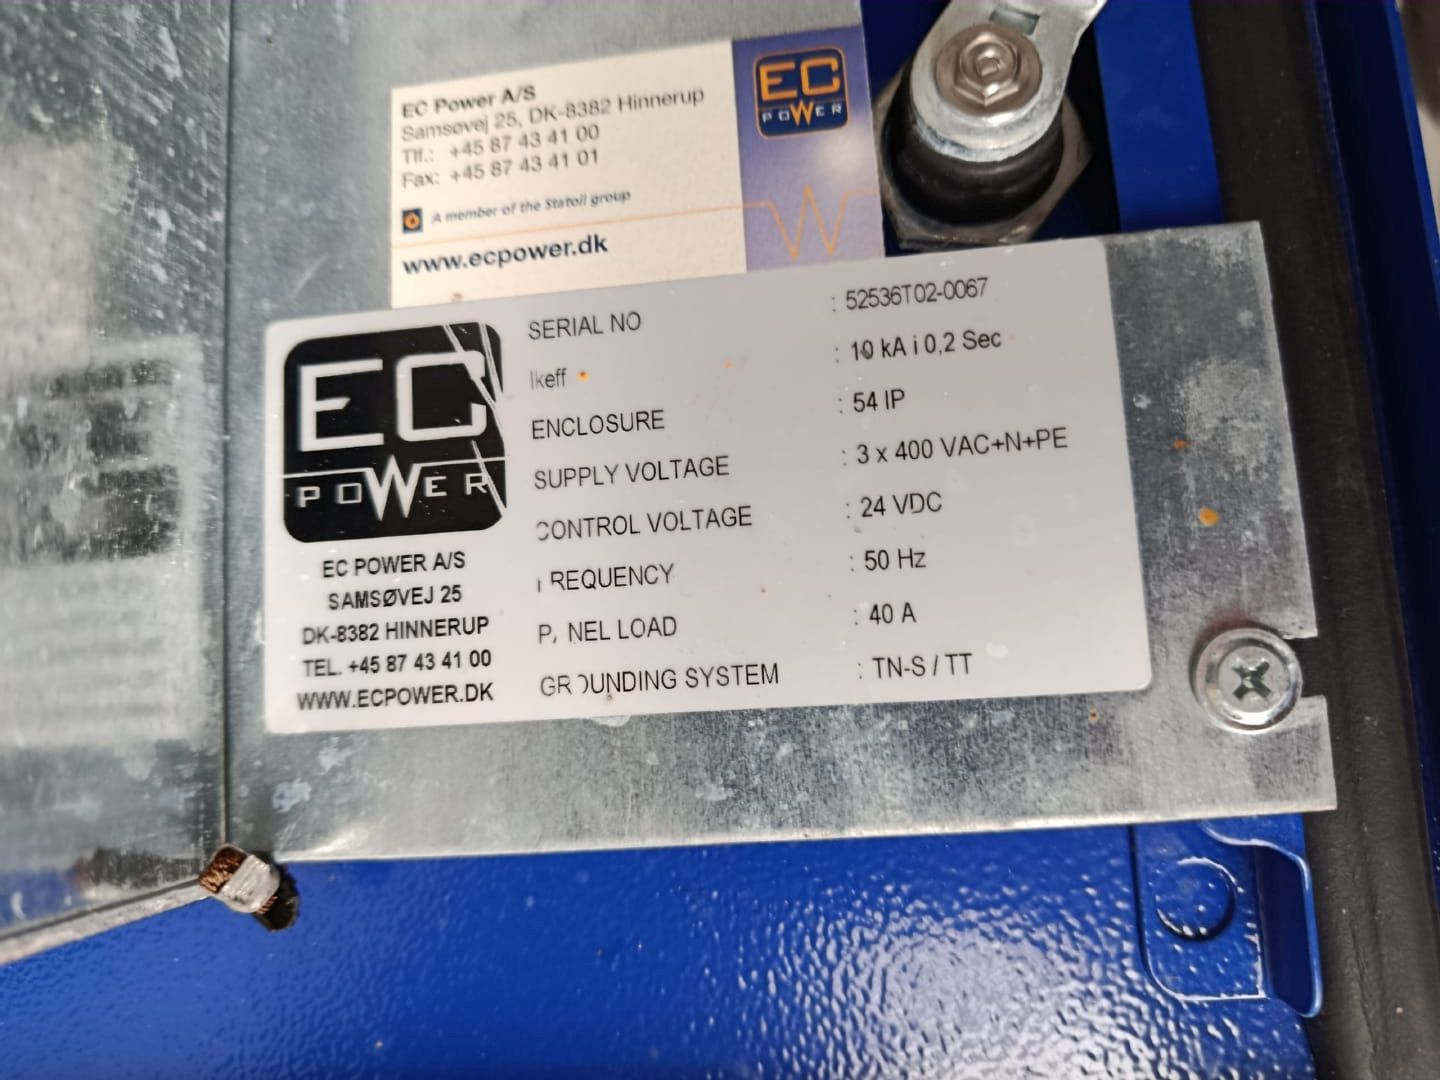 EC Power A/S
Samsøvej 25, DK-8382 Hinnerup
Tlf.: +45 87 43 41 00
Fax: +45 87 43 41 01
A member of the Statoil group
www.ecpower.dk
EC
POWER
EC
POWER
EC POWER A/S
SAMSØVEJ 25
DK-8382 HINNERUP
TEL. +45 87 43 41 00
WWW.ECPOWER.DK
SERIAL NO : 52536T02-0067
Ikeff : 10 kA i 0,2 Sec
ENCLOSURE : 54 IP
SUPPLY VOLTAGE : 3 x 400 VAC+N+PE
CONTROL VOLTAGE : 24 VDC
FREQUENCY : 50 Hz
PANEL LOAD : 40 A
GROUNDING SYSTEM : TN-S / TT